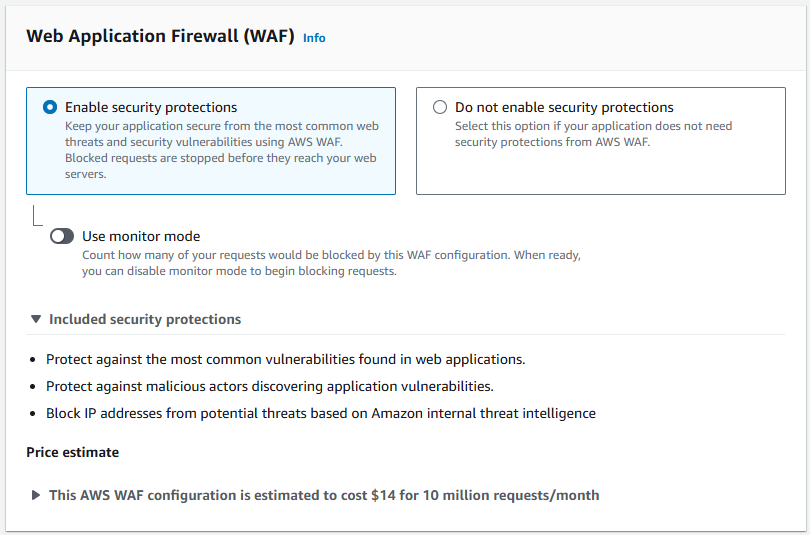 Web Application Firewall (WAF) Info
Enable security protections
Keep your application secure from the most common web
threats and security vulnerabilities using AWS WAF.
Blocked requests are stopped before they reach your web
servers.
Do not enable security protections
Select this option if your application does not need
security protections from AWS WAF.
Use monitor mode
Count how many of your requests would be blocked by this WAF configuration. When ready,
you can disable monitor mode to begin blocking requests.
Included security protections
Protect against the most common vulnerabilities found in web applications.
Protect against malicious actors discovering application vulnerabilities.
Block IP addresses from potential threats based on Amazon internal threat intelligence
Price estimate
This AWS WAF configuration is estimated to cost $14 for 10 million requests/month